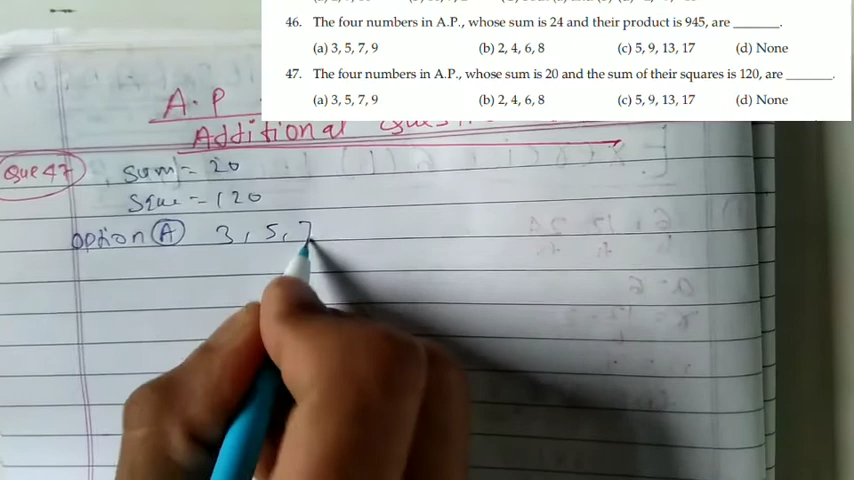 46. The four numbers in A.P., whose sum is 24 and their product is 945, are _______.
(a) 3, 5, 7, 9 (b) 2, 4, 6, 8 (c) 5, 9, 13, 17 (d) None
47. The four numbers in A.P., whose sum is 20 and the sum of their squares is 120, are _______.
(a) 3, 5, 7, 9 (b) 2, 4, 6, 8 (c) 5, 9, 13, 17 (d) None
A.P
Additional
Que 47 sum = 20
= 120
option A 3, 5, 7